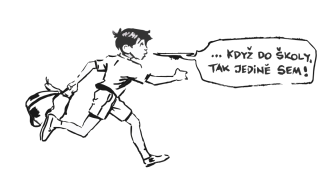 ... KDYŽ DO ŠKOLY,
TAK JEDINĚ SEM!